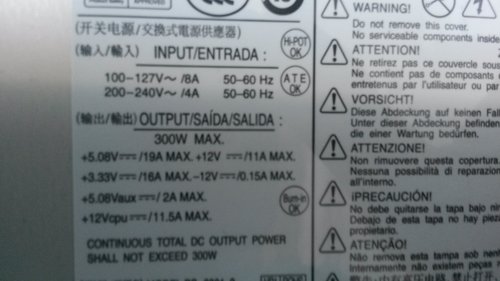 APPROVED
(开关电源/交換式電源供應器)
(输入/輸入) INPUT/ENTRADA :
Hi-POT OK
100-127V～ /8A 50-60 Hz
200-240V～ /4A 50-60 Hz
ATE OK
(输出/輸出) OUTPUT/SAÍDA/SALIDA :
300W MAX.
+5.08V⎓/19A MAX. +12V ⎓/11A MAX.
+3.33V⎓/16A MAX. -12V⎓/0.15A MAX.
+5.08Vaux⎓/ 2A MAX.
+12Vcpu⎓/11.5A MAX.
Burn-in OK
CONTINUOUS TOTAL DC OUTPUT POWER
SHALL NOT EXCEED 300W
WARNING!
Do not remove this cover.
No serviceable components inside
ATTENTION!
Ne retirez pas ce couvercle sous
Ne contient pas de composants
entretenus par l'utilisateur ou par
VORSICHT!
Diese Abdeckung auf keinen Fall
Unter dieser Abdeckung befinden
die einer Wartung bedürfen.
ATTENZIONE!
Non rimuovere questa copertura.
Nessuna possibilità di riparazione
all'interno.
¡PRECAUCIÓN!
No debe quitarse la tapa bajo
Debajo de esta tapa no hay
propietario.
ATENÇÃO!
Não remova esta tampa sob
Internamente não existem peças